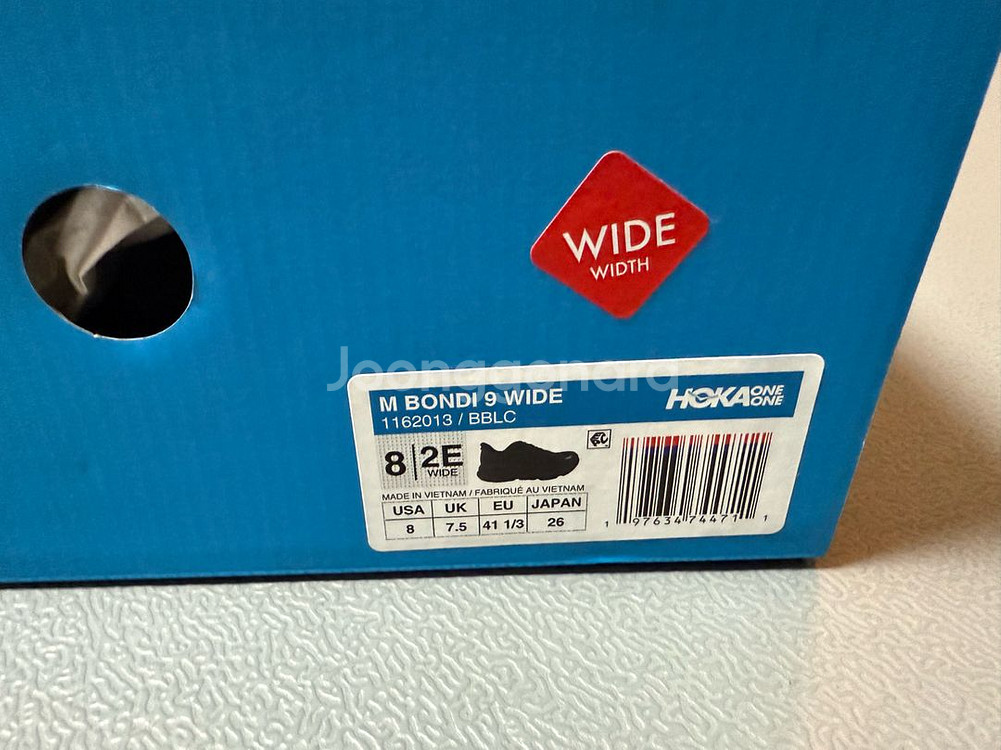 WIDE
WIDTH
Joonggonara
M BONDI 9 WIDE
1162013 / BBLC
HOKA ONE ONE
8 2E WIDE
MADE IN VIETNAM / FABRIQUÉ AU VIETNAM
USA UK EU JAPAN
8 7.5 41 1/3 26
1 97634 74471 1